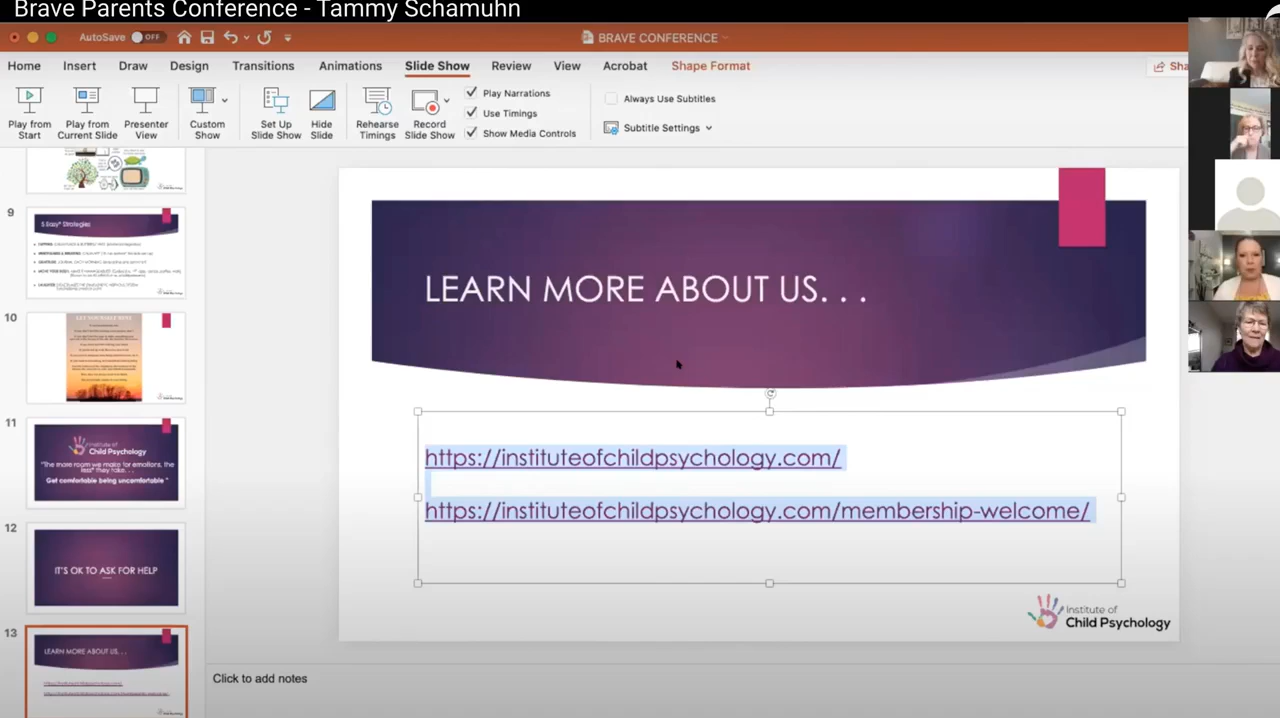 Brave Parents Conference - Tammy Schamuhn
AutoSave OFF
BRAVE CONFERENCE
Home Insert Draw Design Transitions Animations Slide Show Review View Acrobat Shape Format Sha
Play from Start
Play from Current Slide
Presenter View
Custom Show
Set Up Slide Show
Hide Slide
Rehearse Timings
Record Slide Show
Play Narrations
Use Timings
Show Media Controls
Always Use Subtitles
Subtitle Settings
9
5 Easy* Strategies
10
11
Institute of
Child Psychology
"The more room we make for emotions, the
less* they take. . .
Get comfortable being uncomfortable "
12
IT'S OK TO ASK FOR HELP
13
LEARN MORE ABOUT US. . .
LEARN MORE ABOUT US. . .
https://instituteofchildpsychology.com/
https://instituteofchildpsychology.com/membership-welcome/
Institute of
Child Psychology
Click to add notes